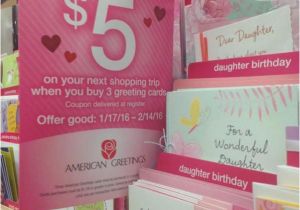 $5
on your next shopping trip
when you buy 3 greeting cards
Coupon delivered at register.
Offer good: 1/17/16 - 2/14/16
AMERICAN GREETINGS
Dear Daughter,
daughter birthday
For a
Wonderful
Daughter
daughter birthday